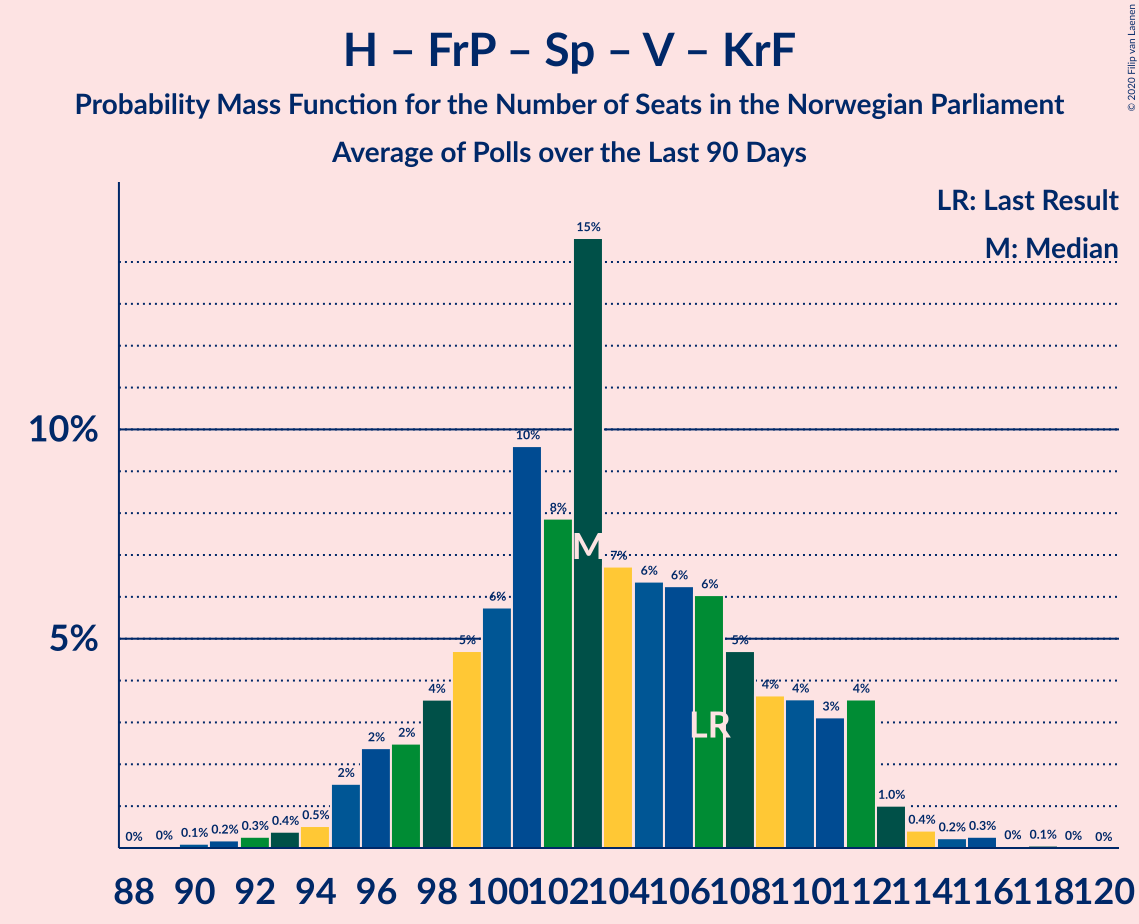 H – FrP – Sp – V – KrF
Probability Mass Function for the Number of Seats in the Norwegian Parliament
Average of Polls over the Last 90 Days
© 2020 Filip van Laenen
LR: Last Result
M: Median
10%
5%
0% 0% 0.1% 0.2% 0.3% 0.4% 0.5% 2% 2% 2% 4% 5% 6% 10% 8% 15% 7% 6% 6% 6% 5% 4% 4% 3% 4% 1.0% 0.4% 0.2% 0.3% 0% 0.1% 0% 0%
M
LR
88 90 92 94 96 98 100 102 104 106 108 110 112 114 116 118 120